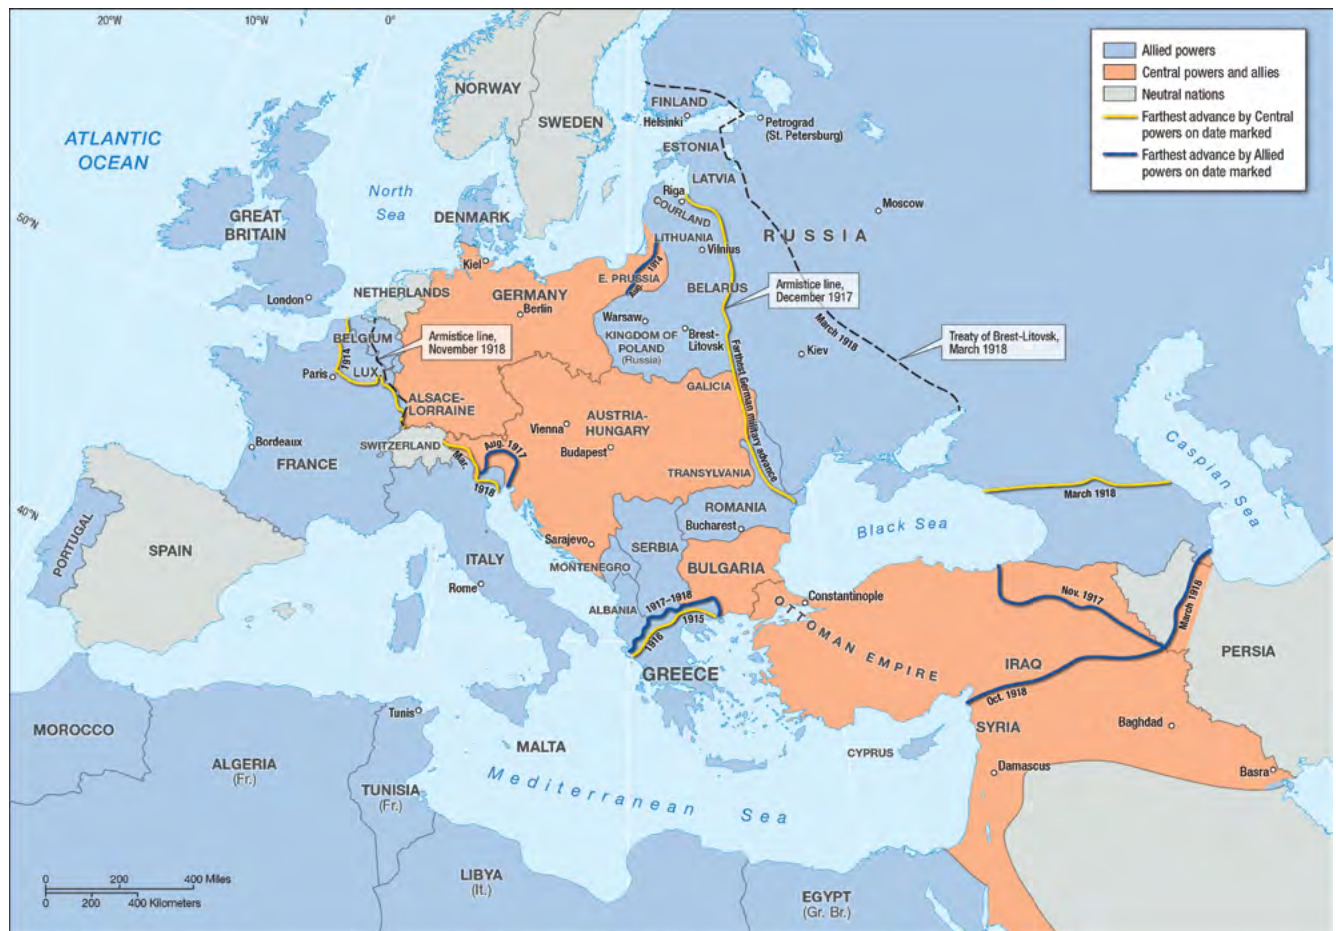 20°W
10°W
0°
50°N
40°N
Allied powers
Central powers and allies
Neutral nations
Farthest advance by Central
powers on date marked
Farthest advance by Allied
powers on date marked
ATLANTIC
OCEAN
North
Sea
NORWAY
SWEDEN
FINLAND
Helsinki
Petrograd
(St. Petersburg)
ESTONIA
LATVIA
Riga
COURLAND
LITHUANIA
Vilnius
RUSSIA
Moscow
GREAT
BRITAIN
London
DENMARK
Kiel
NETHERLANDS
GERMANY
Berlin
E. PRUSSIA
Aug. 1914
BELARUS
Armistice line,
December 1917
Warsaw
KINGDOM OF
POLAND
(Russia)
Brest-
Litovsk
Kiev
March 1918
Treaty of Brest-Litovsk,
March 1918
Farthest German military advance
BELGIUM
Armistice line,
November 1918
1914
Paris
LUX.
ALSACE-
LORRAINE
GALICIA
Vienna
AUSTRIA-
HUNGARY
Budapest
SWITZERLAND
Bordeaux
FRANCE
Mar.
1918
Aug. 1917
TRANSYLVANIA
ROMANIA
Bucharest
Black Sea
March 1918
Caspian Sea
PORTUGAL
SPAIN
ITALY
Rome
Sarajevo
SERBIA
MONTENEGRO
BULGARIA
ALBANIA
1917–1918
1915
1916
Constantinople
OTTOMAN EMPIRE
Nov. 1917
March 1918
GREECE
IRAQ
Oct. 1918
PERSIA
SYRIA
Baghdad
Damascus
Basra
CYPRUS
MALTA
Mediterranean Sea
Tunis
MOROCCO
ALGERIA
(Fr.)
TUNISIA
(Fr.)
LIBYA
(It.)
EGYPT
(Gr. Br.)
0 200 400 Miles
0 200 400 Kilometers